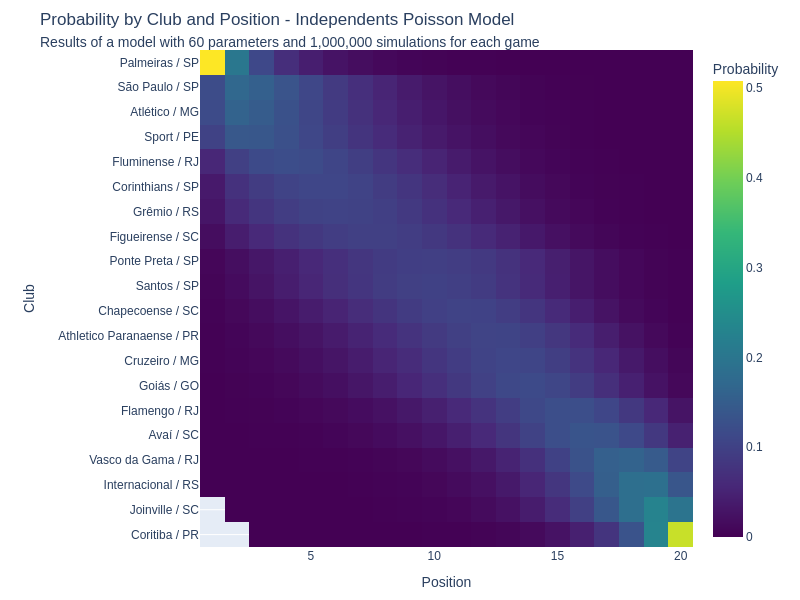 Probability by Club and Position - Independents Poisson Model
Results of a model with 60 parameters and 1,000,000 simulations for each game
Probability
Club
Palmeiras / SP
São Paulo / SP
Atlético / MG
Sport / PE
Fluminense / RJ
Corinthians / SP
Grêmio / RS
Figueirense / SC
Ponte Preta / SP
Santos / SP
Chapecoense / SC
Athletico Paranaense / PR
Cruzeiro / MG
Goiás / GO
Flamengo / RJ
Avaí / SC
Vasco da Gama / RJ
Internacional / RS
Joinville / SC
Coritiba / PR
0.5
0.4
0.3
0.2
0.1
0
5 10 15 20
Position